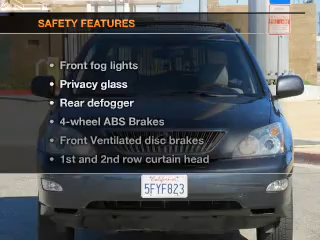 SAFETY FEATURES
• Front fog lights
• Privacy glass
• Rear defogger
• 4-wheel ABS Brakes
• Front Ventilated disc brakes
• 1st and 2nd row curtain head
California
5FYF823